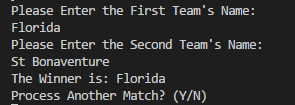 Please Enter the First Team's Name:
Florida
Please Enter the Second Team's Name:
St Bonaventure
The Winner is: Florida
Process Another Match? (Y/N)